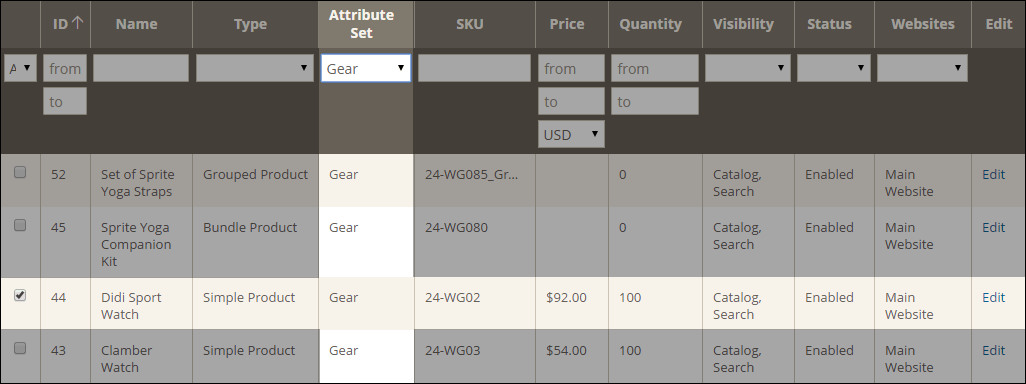 ID Name Type Attribute Set SKU Price Quantity Visibility Status Websites Edit
A from Gear from from
to to to
USD
52 Set of Sprite Yoga Straps Grouped Product Gear 24-WG085_Gr... 0 Catalog, Search Enabled Main Website Edit
45 Sprite Yoga Companion Kit Bundle Product Gear 24-WG080 0 Catalog, Search Enabled Main Website Edit
44 Didi Sport Watch Simple Product Gear 24-WG02 $92.00 100 Catalog, Search Enabled Main Website Edit
43 Clamber Watch Simple Product Gear 24-WG03 $54.00 100 Catalog, Search Enabled Main Website Edit